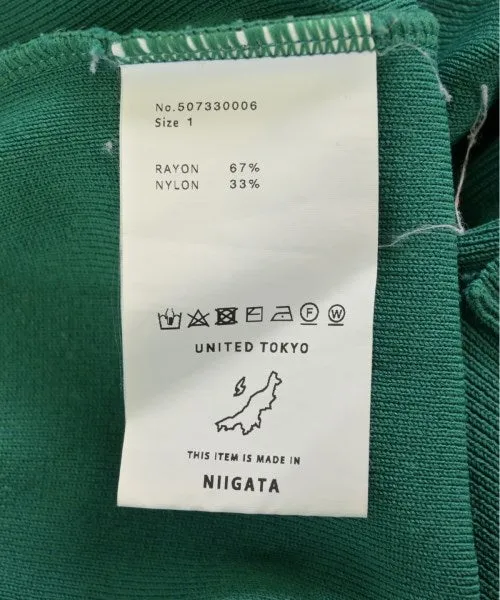 No.507330006
Size 1
RAYON 67%
NYLON 33%
F W
UNITED TOKYO
THIS ITEM IS MADE IN
NIIGATA